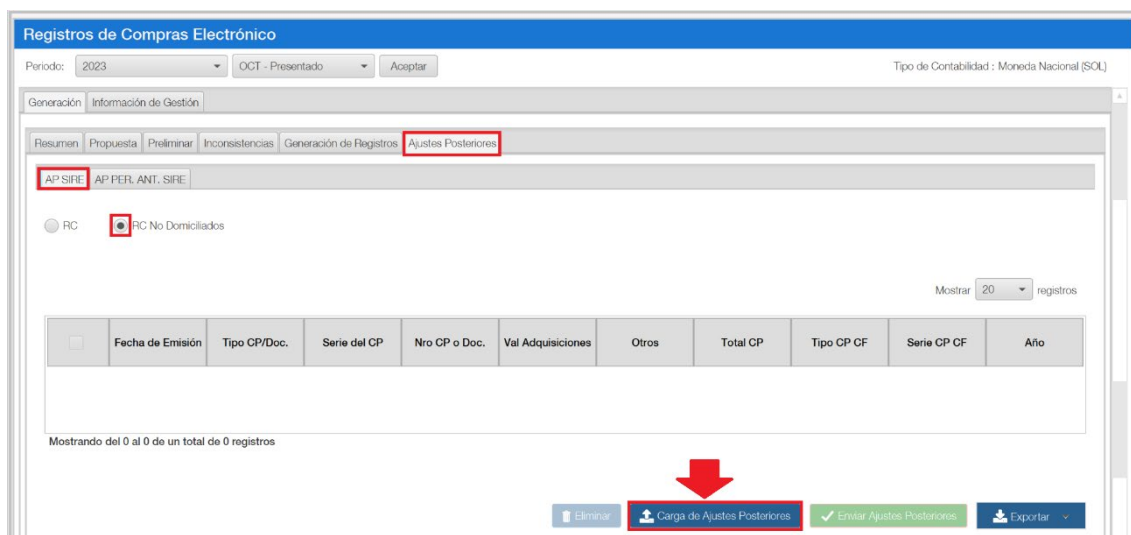 Registros de Compras Electrónico
Periodo: 2023 OCT - Presentado Aceptar Tipo de Contabilidad : Moneda Nacional (SOL)
Generación Información de Gestión
Resumen Propuesta Preliminar Inconsistencias Generación de Registros Ajustes Posteriores
AP SIRE AP PER. ANT. SIRE
RC RC No Domiciliados
Mostrar 20 registros
Fecha de Emisión Tipo CP/Doc. Serie del CP Nro CP o Doc. Val Adquisiciones Otros Total CP Tipo CP CF Serie CP CF Año
Mostrando del 0 al 0 de un total de 0 registros
Eliminar Carga de Ajustes Posteriores Enviar Ajustes Posteriores Exportar